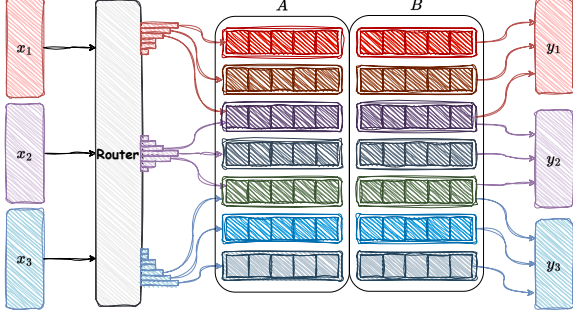 A B
x₁ y₁
x₂ Router y₂
x₃ y₃